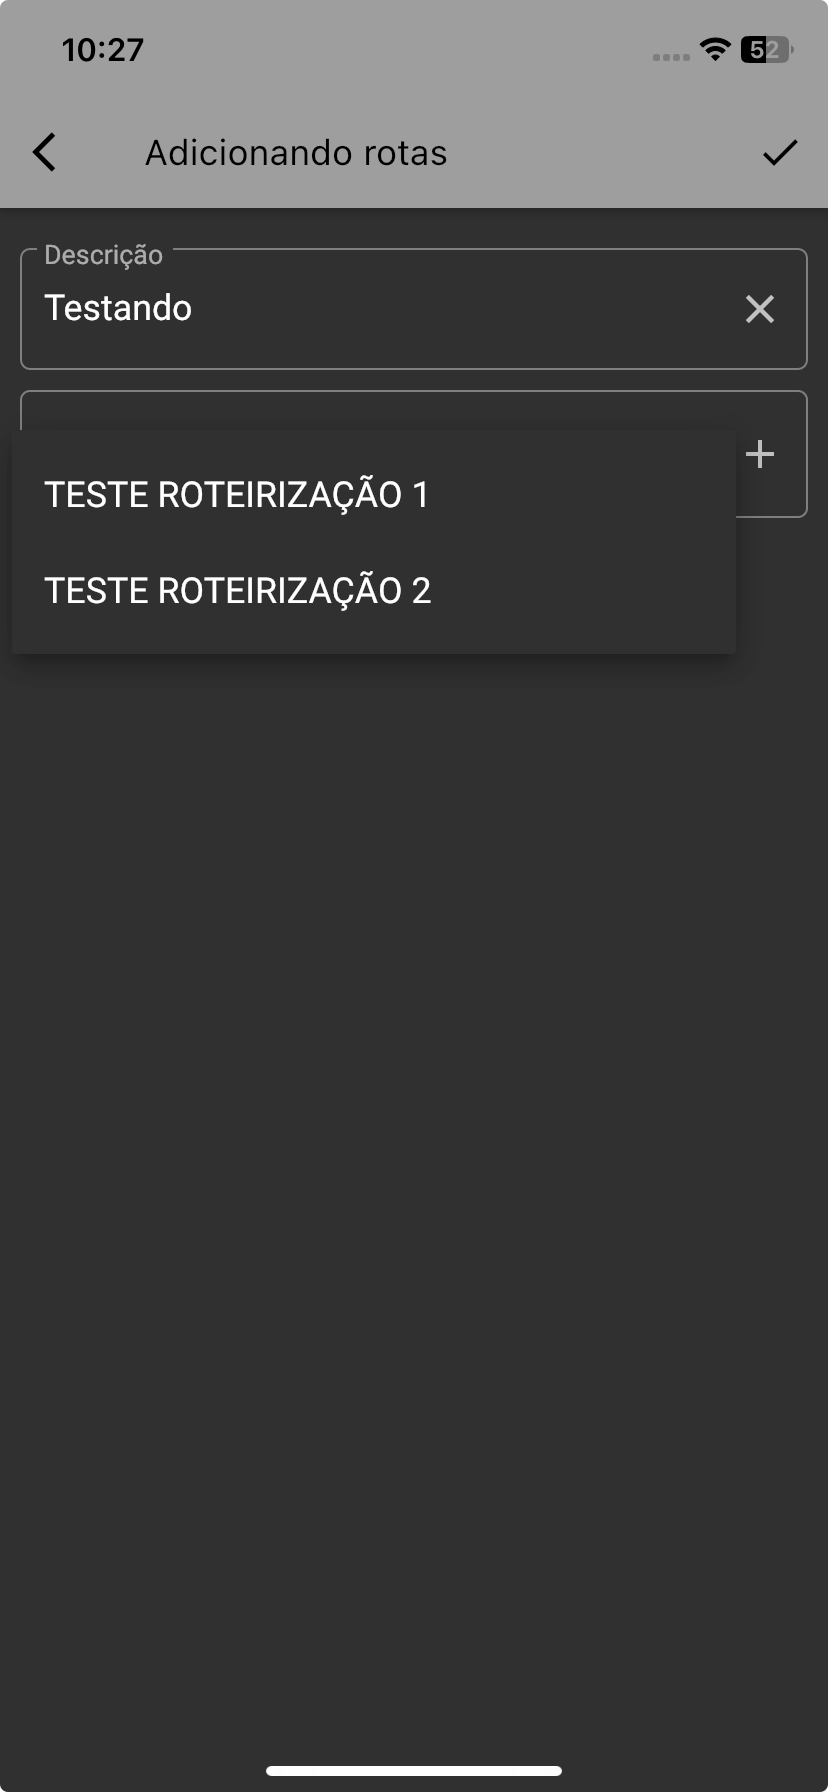 10:27
52
Adicionando rotas
Descrição
Testando
TESTE ROTEIRIZAÇÃO 1
TESTE ROTEIRIZAÇÃO 2